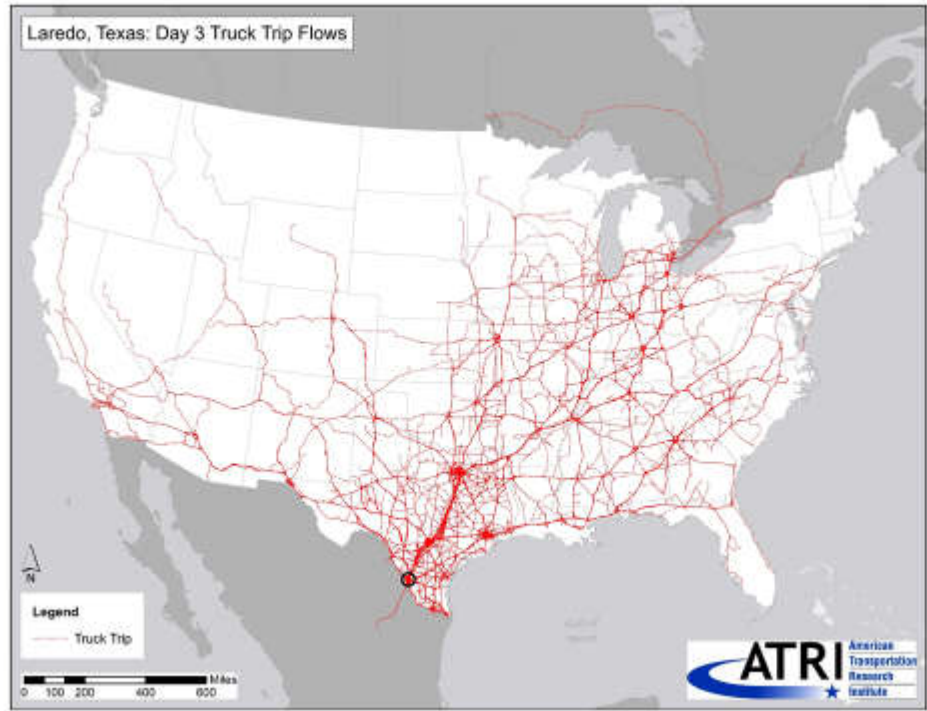 Laredo, Texas: Day 3 Truck Trip Flows
N
Legend
Truck Trip
Miles
0 100 200 400 600
ATRI
American
Transportation
Research
Institute